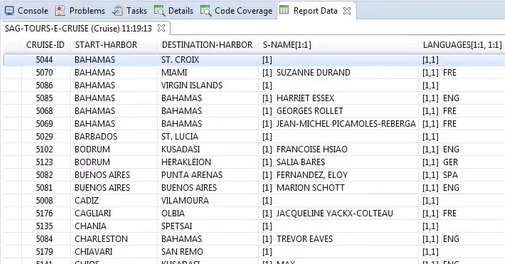 Console Problems Tasks Details Code Coverage Report Data
SAG-TOURS-E-CRUISE (Cruise) 11:19:13
CRUISE-ID START-HARBOR DESTINATION-HARBOR S-NAME[1:1] LANGUAGES[1:1, 1:1]
5044 BAHAMAS ST. CROIX [1] [1,1]
5070 BAHAMAS MIAMI [1] SUZANNE DURAND [1,1] FRE
5086 BAHAMAS VIRGIN ISLANDS [1] [1,1]
5085 BAHAMAS BAHAMAS [1] HARRIET ESSEX [1,1] ENG
5068 BAHAMAS BAHAMAS [1] GEORGES ROLLET [1,1] FRE
5069 BAHAMAS BAHAMAS [1] JEAN-MICHEL PICAMOLES-REBERGA [1,1] FRE
5029 BARBADOS ST. LUCIA [1] [1,1]
5102 BODRUM KUSADASI [1] FRANCOISE HSIAO [1,1] ENG
5123 BODRUM HERAKLEION [1] SALIA BARES [1,1] GER
5082 BUENOS AIRES PUNTA ARENAS [1] FERNANDEZ, ELOY [1,1] SPA
5081 BUENOS AIRES BUENOS AIRES [1] MARION SCHOTT [1,1] ENG
5008 CADIZ VILAMOURA [1] [1,1]
5176 CAGLIARI OLBIA [1] JACQUELINE YACKX-COLTEAU [1,1] FRE
5135 CHANIA SPETSAI [1] [1,1]
5084 CHARLESTON BAHAMAS [1] TREVOR EAVES [1,1] ENG
5179 CHIAVARI SAN REMO [1] [1,1]
5141 CHIOS KUSADASI [1] MAX [1,1] ENG